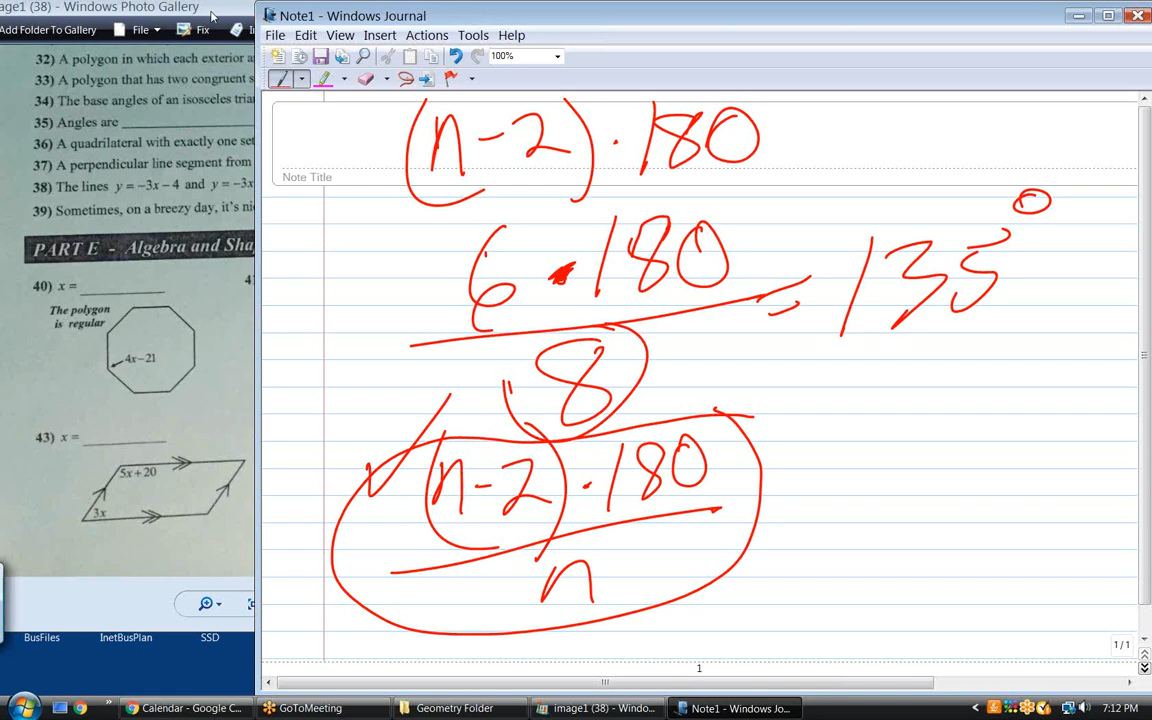 age1 (38) - Windows Photo Gallery
Add Folder To Gallery File Fix
32) A polygon in which each exterior a
33) A polygon that has two congruent s
34) The base angles of an isosceles tria
35) Angles are
36) A quadrilateral with exactly one set
37) A perpendicular line segment from
38) The lines y = −3x − 4 and y = −3x
39) Sometimes, on a breezy day, it's ni
PART E - Algebra and Sha
40) x =
41
The polygon
is regular
4x−21
43) x =
5x+20
3x
BusFiles InetBusPlan SSD
Note1 - Windows Journal
File Edit View Insert Actions Tools Help
100%
(n-2) · 180
Note Title
6 · 180 = 135°
8
(n-2) · 180
n
1
1/1
Calendar - Google C... GoToMeeting Geometry Folder image1 (38) - Windo... Note1 - Windows Jo... 7:12 PM